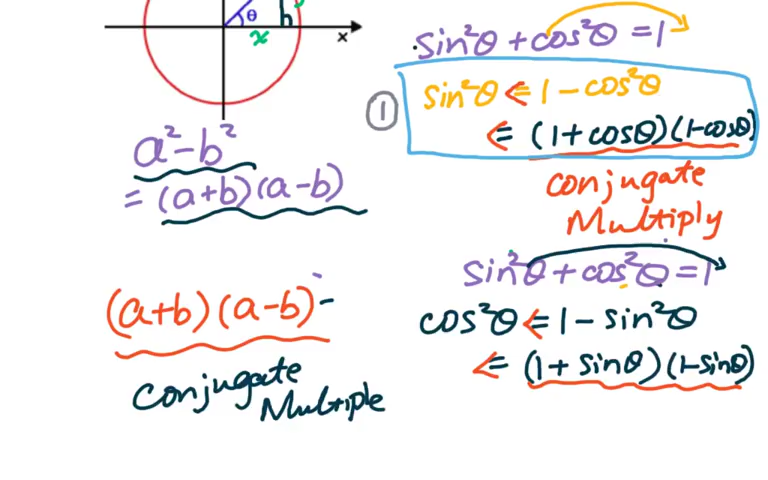 θ
h
x
x
sin²θ + cos²θ = 1
①
sin²θ ⇐ 1 - cos²θ
⇐ (1+cosθ)(1-cosθ)
a² - b²
= (a+b)(a-b)
conjugate
Multiply
sin²θ + cos²θ = 1
(a+b)(a-b) -
cos²θ ⇐ 1 - sin²θ
⇐ (1 + sinθ)(1-sinθ)
conjugate
Multiple